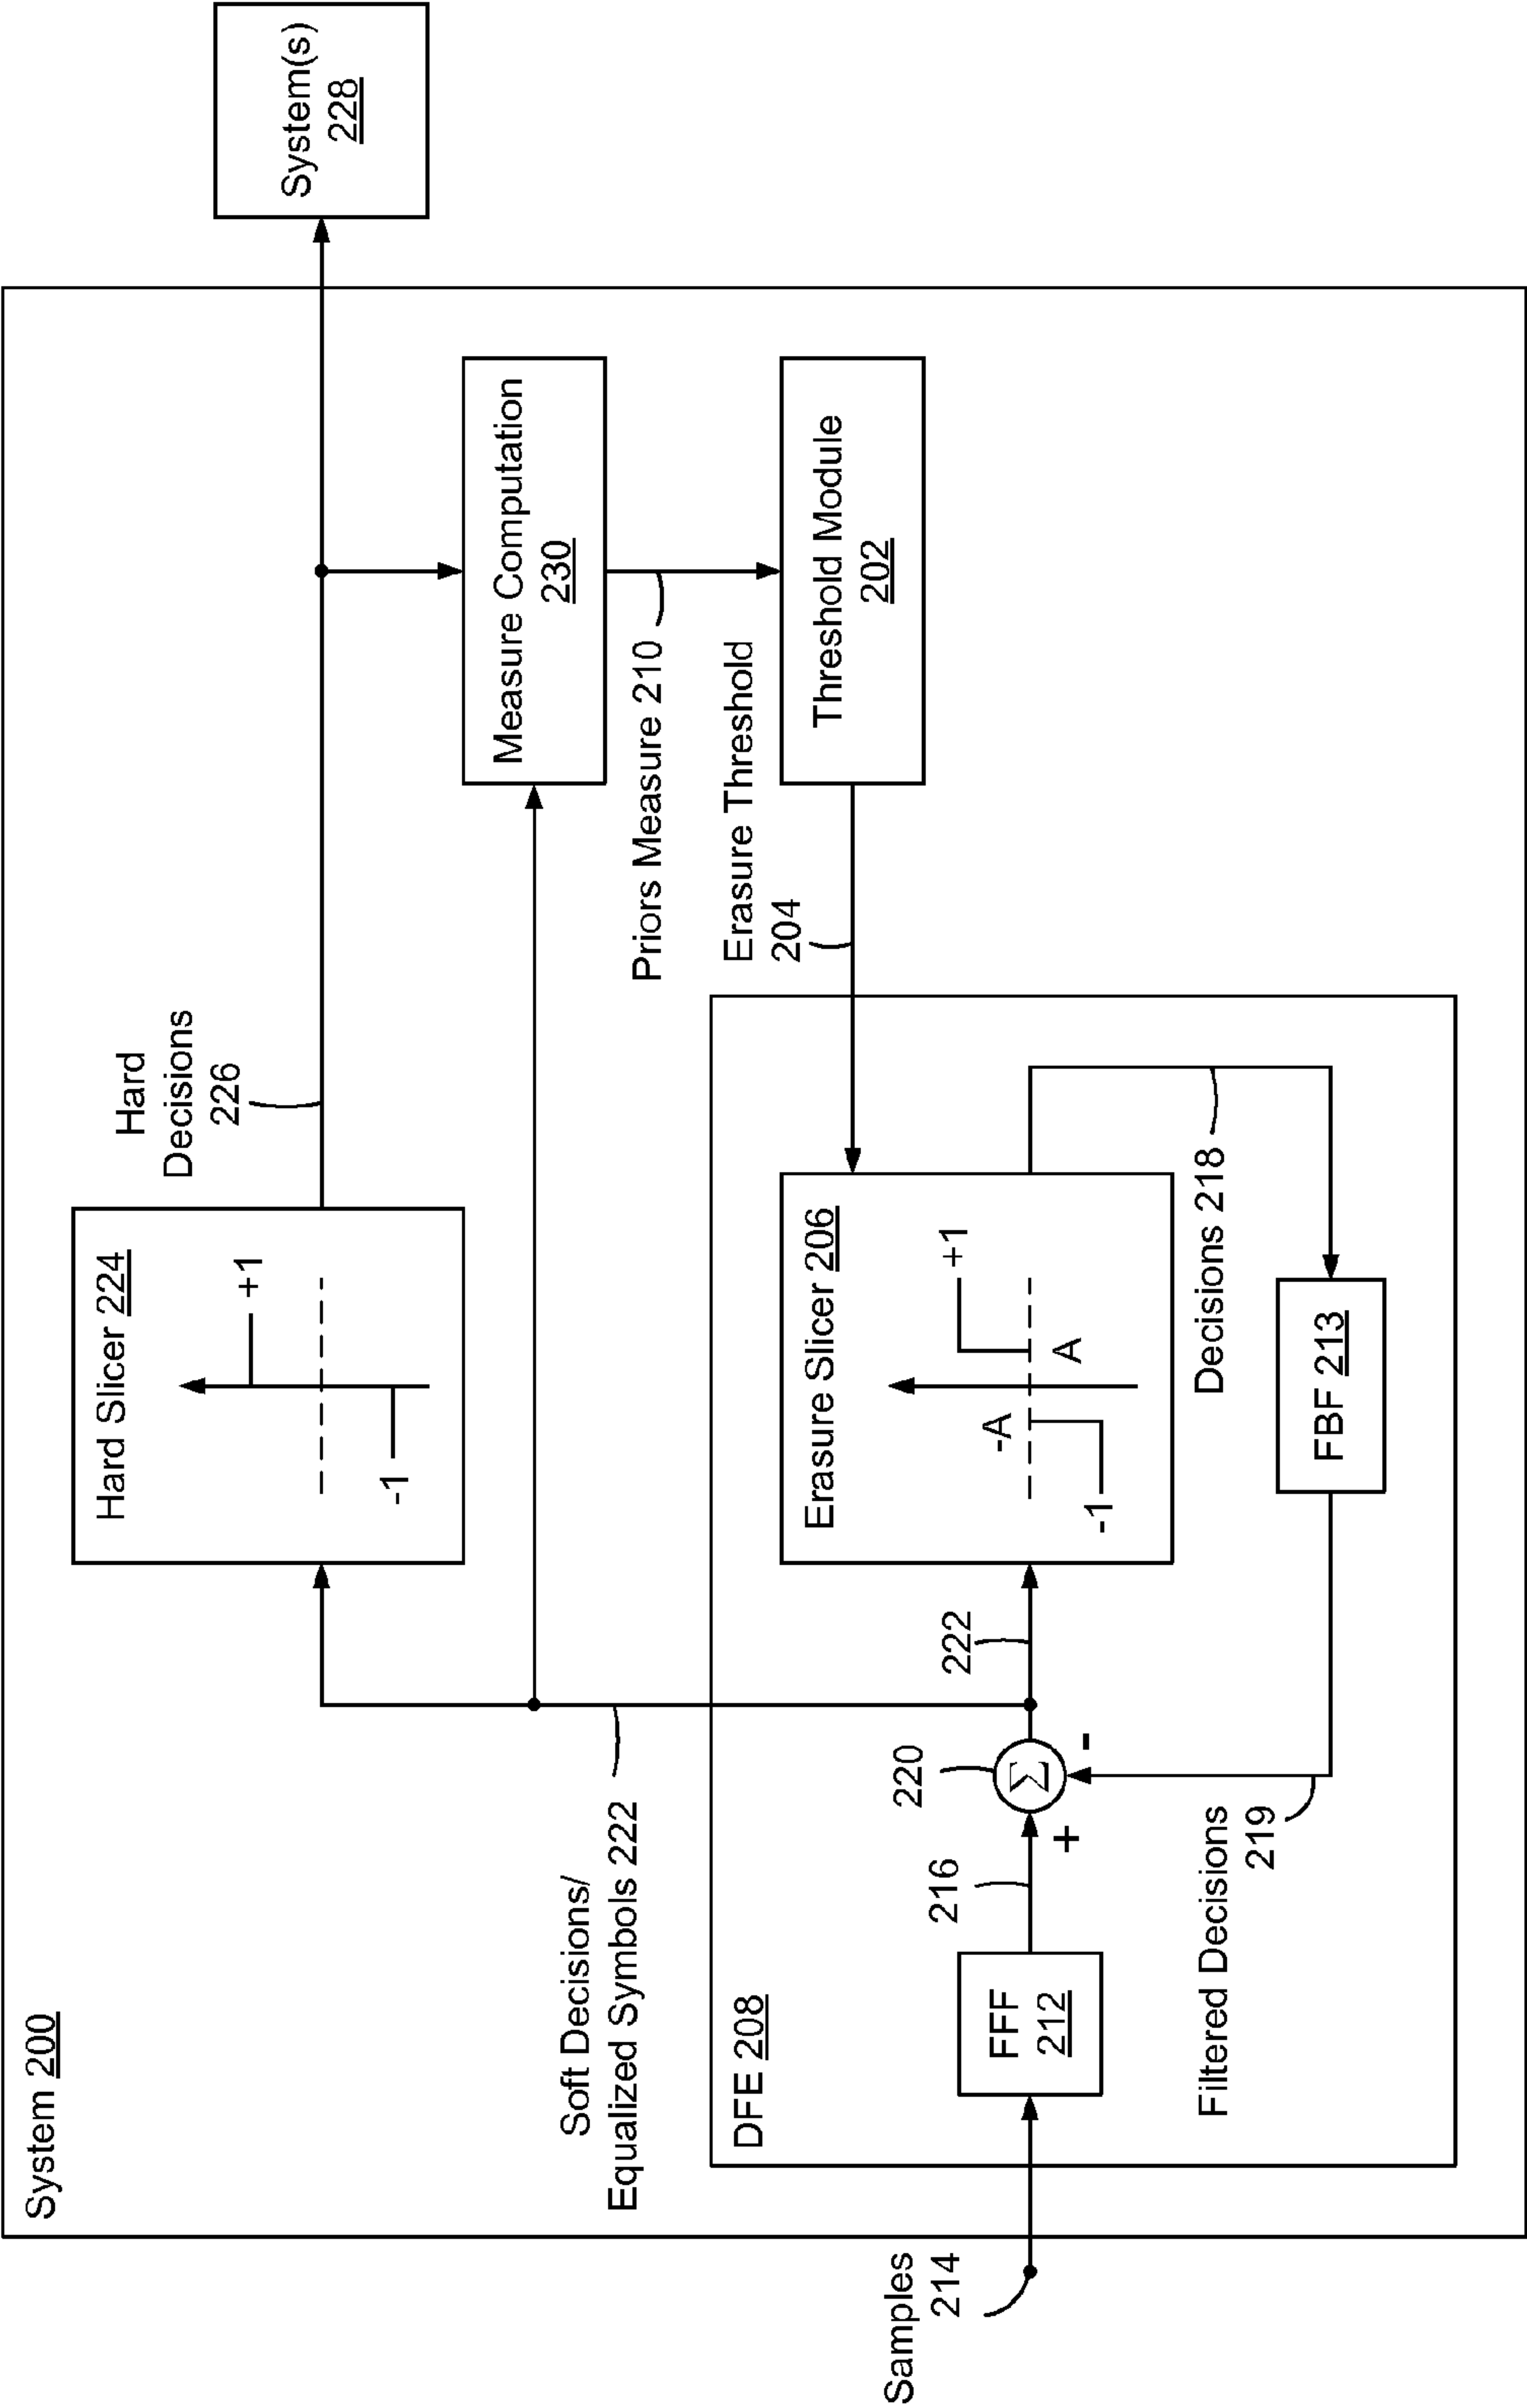 System 200
Hard Slicer 224
+1
-1
Hard
Decisions
226
System(s)
228
Soft Decisions/
Equalized Symbols 222
Measure Computation
230
Priors Measure 210
Erasure Threshold
204
Threshold Module
202
DFE 208
Samples
214
FFF
212
216
+
220
Σ
-
222
Erasure Slicer 206
+1
-A
A
-1
Decisions 218
Filtered Decisions
219
FBF 213